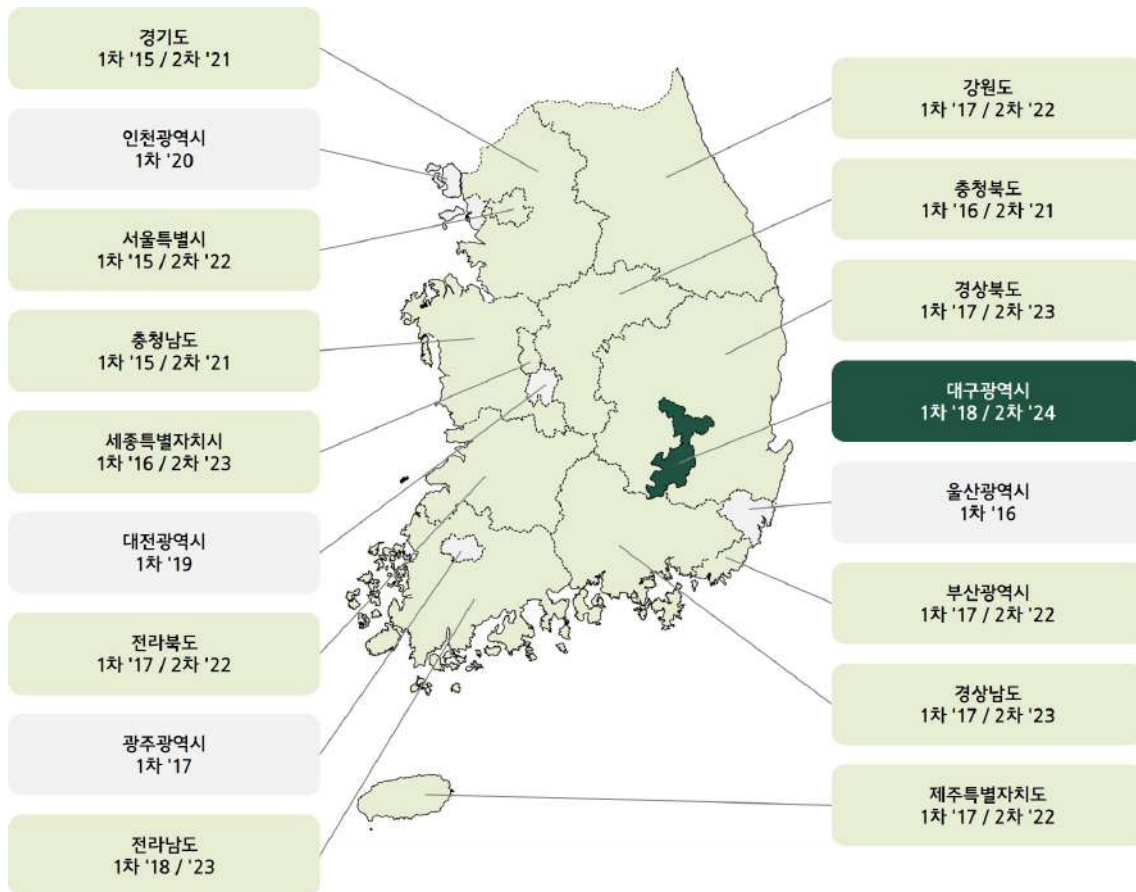 경기도
1차 '15 / 2차 '21
인천광역시
1차 '20
서울특별시
1차 '15 / 2차 '22
충청남도
1차 '15 / 2차 '21
세종특별자치시
1차 '16 / 2차 '23
대전광역시
1차 '19
전라북도
1차 '17 / 2차 '22
광주광역시
1차 '17
전라남도
1차 '18 / '23
강원도
1차 '17 / 2차 '22
충청북도
1차 '16 / 2차 '21
경상북도
1차 '17 / 2차 '23
대구광역시
1차 '18 / 2차 '24
울산광역시
1차 '16
부산광역시
1차 '17 / 2차 '22
경상남도
1차 '17 / 2차 '23
제주특별자치도
1차 '17 / 2차 '22